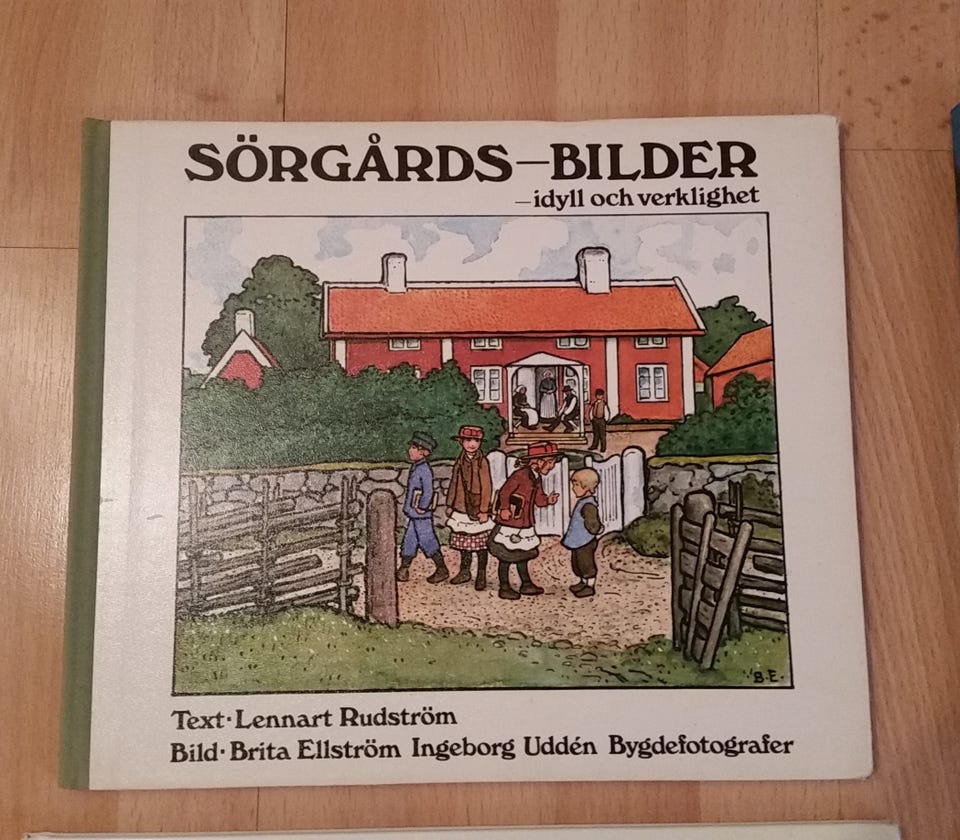 SÖRGÅRDS—BILDER
—idyll och verklighet
B.E.
Text·Lennart Rudström
Bild·Brita Ellström Ingeborg Uddén Bygdefotografer